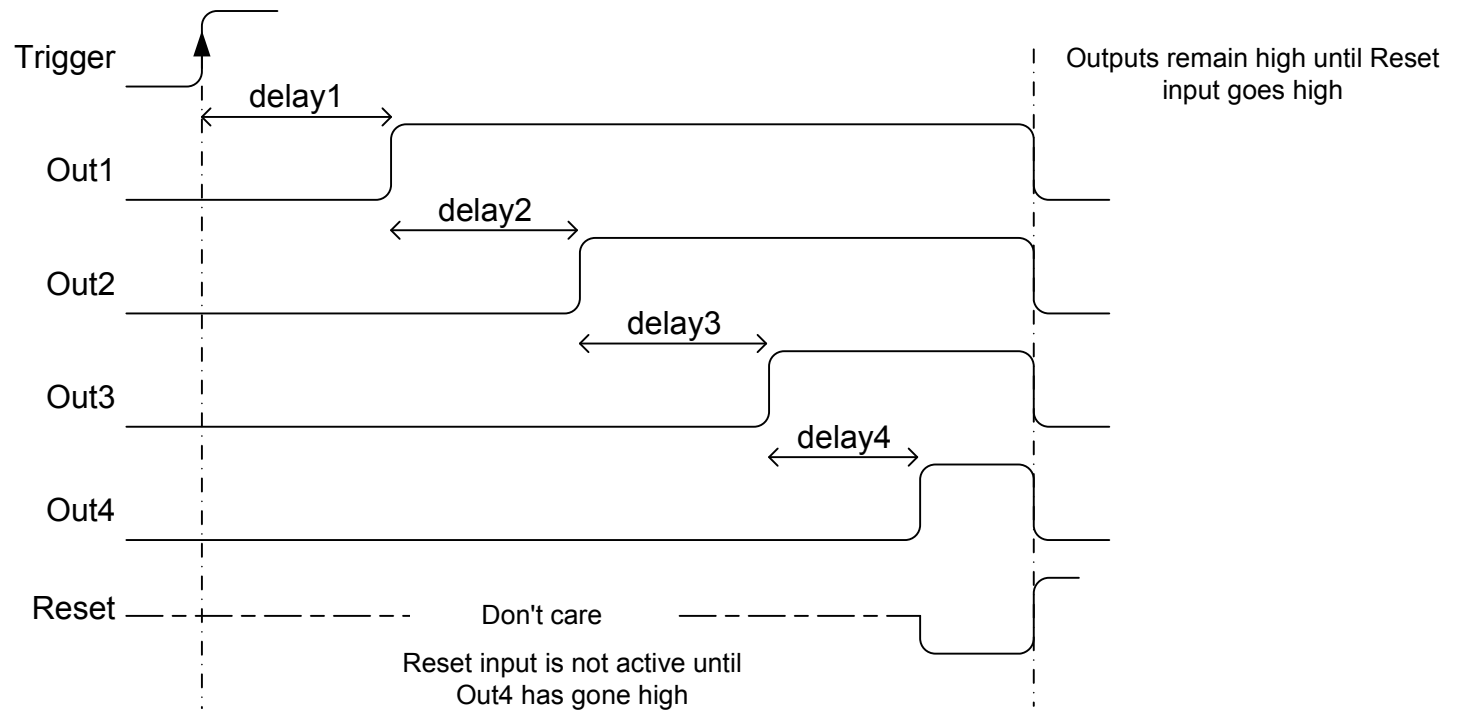 Trigger
Outputs remain high until Reset
input goes high
delay1
Out1
delay2
Out2
delay3
Out3
delay4
Out4
Reset
Don't care
Reset input is not active until
Out4 has gone high